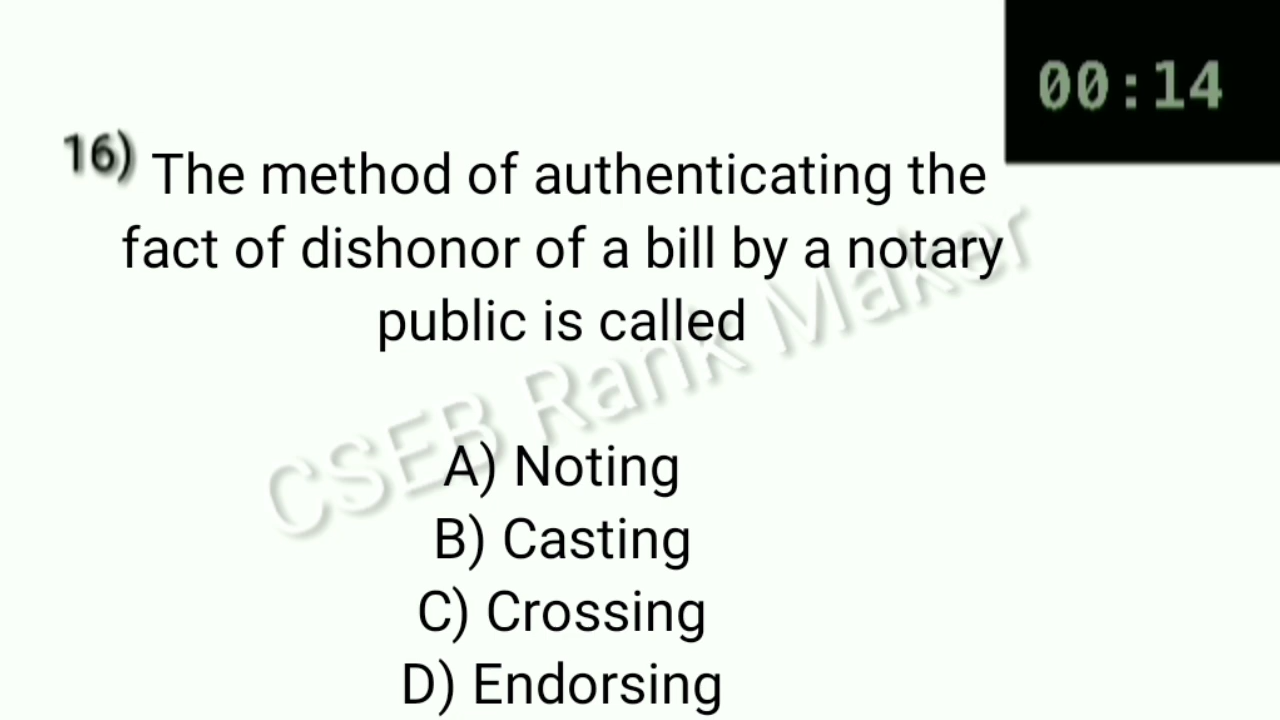 00:14
16) The method of authenticating the
fact of dishonor of a bill by a notary
public is called
CSEB Rank Maker
A) Noting
B) Casting
C) Crossing
D) Endorsing